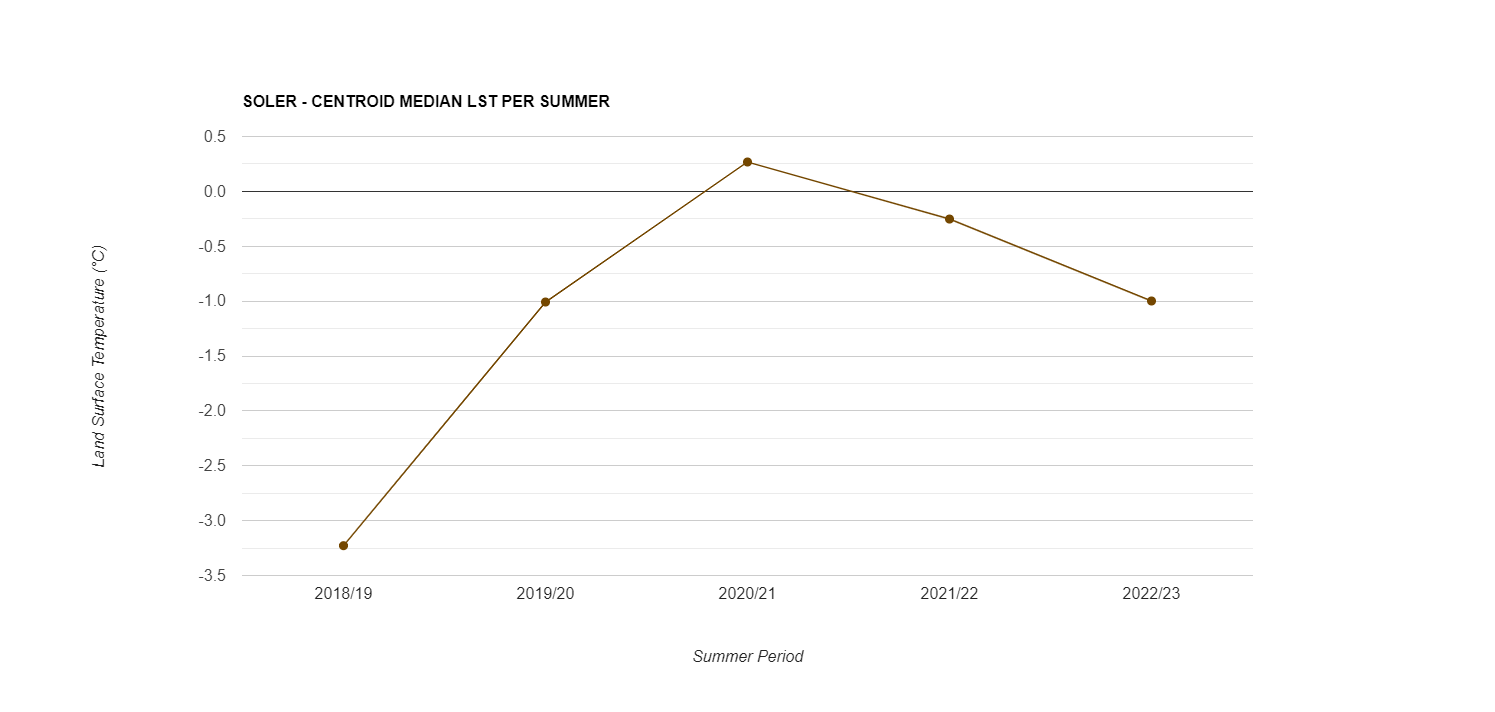 SOLER - CENTROID MEDIAN LST PER SUMMER
0.5
0.0
-0.5
-1.0
-1.5
-2.0
-2.5
-3.0
-3.5
Land Surface Temperature (°C)
2018/19 2019/20 2020/21 2021/22 2022/23
Summer Period